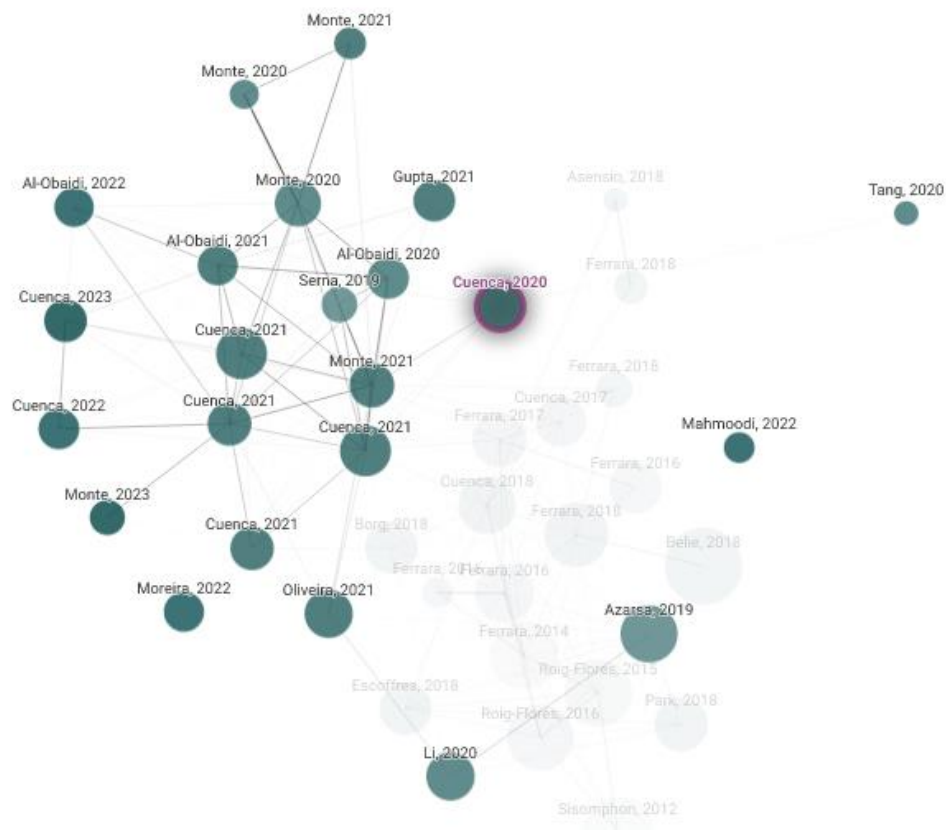 Monte, 2021
Monte, 2020
Al-Obaidi, 2022
Monte, 2020
Gupta, 2021
Asensio, 2018
Tang, 2020
Al-Obaidi, 2021
Al-Obaidi, 2020
Ferrara, 2018
Serna, 2019
Cuenca, 2020
Cuenca, 2023
Cuenca, 2021
Monte, 2021
Ferrara, 2016
Cuenca, 2022
Cuenca, 2021
Ferrara, 2017
Cuenca, 2017
Cuenca, 2021
Mahmoodi, 2022
Ferrara, 2016
Monte, 2023
Cuenca, 2018
Cuenca, 2021
Borg, 2018
Ferrara, 2018
Belie, 2018
Moreira, 2022
Oliveira, 2021
Ferrara, 2016
Azarsa, 2019
Ferrara, 2014
Roig-Flores, 2015
Escoffres, 2018
Roig-Flores, 2016
Park, 2018
Li, 2020
Sisomphon, 2012